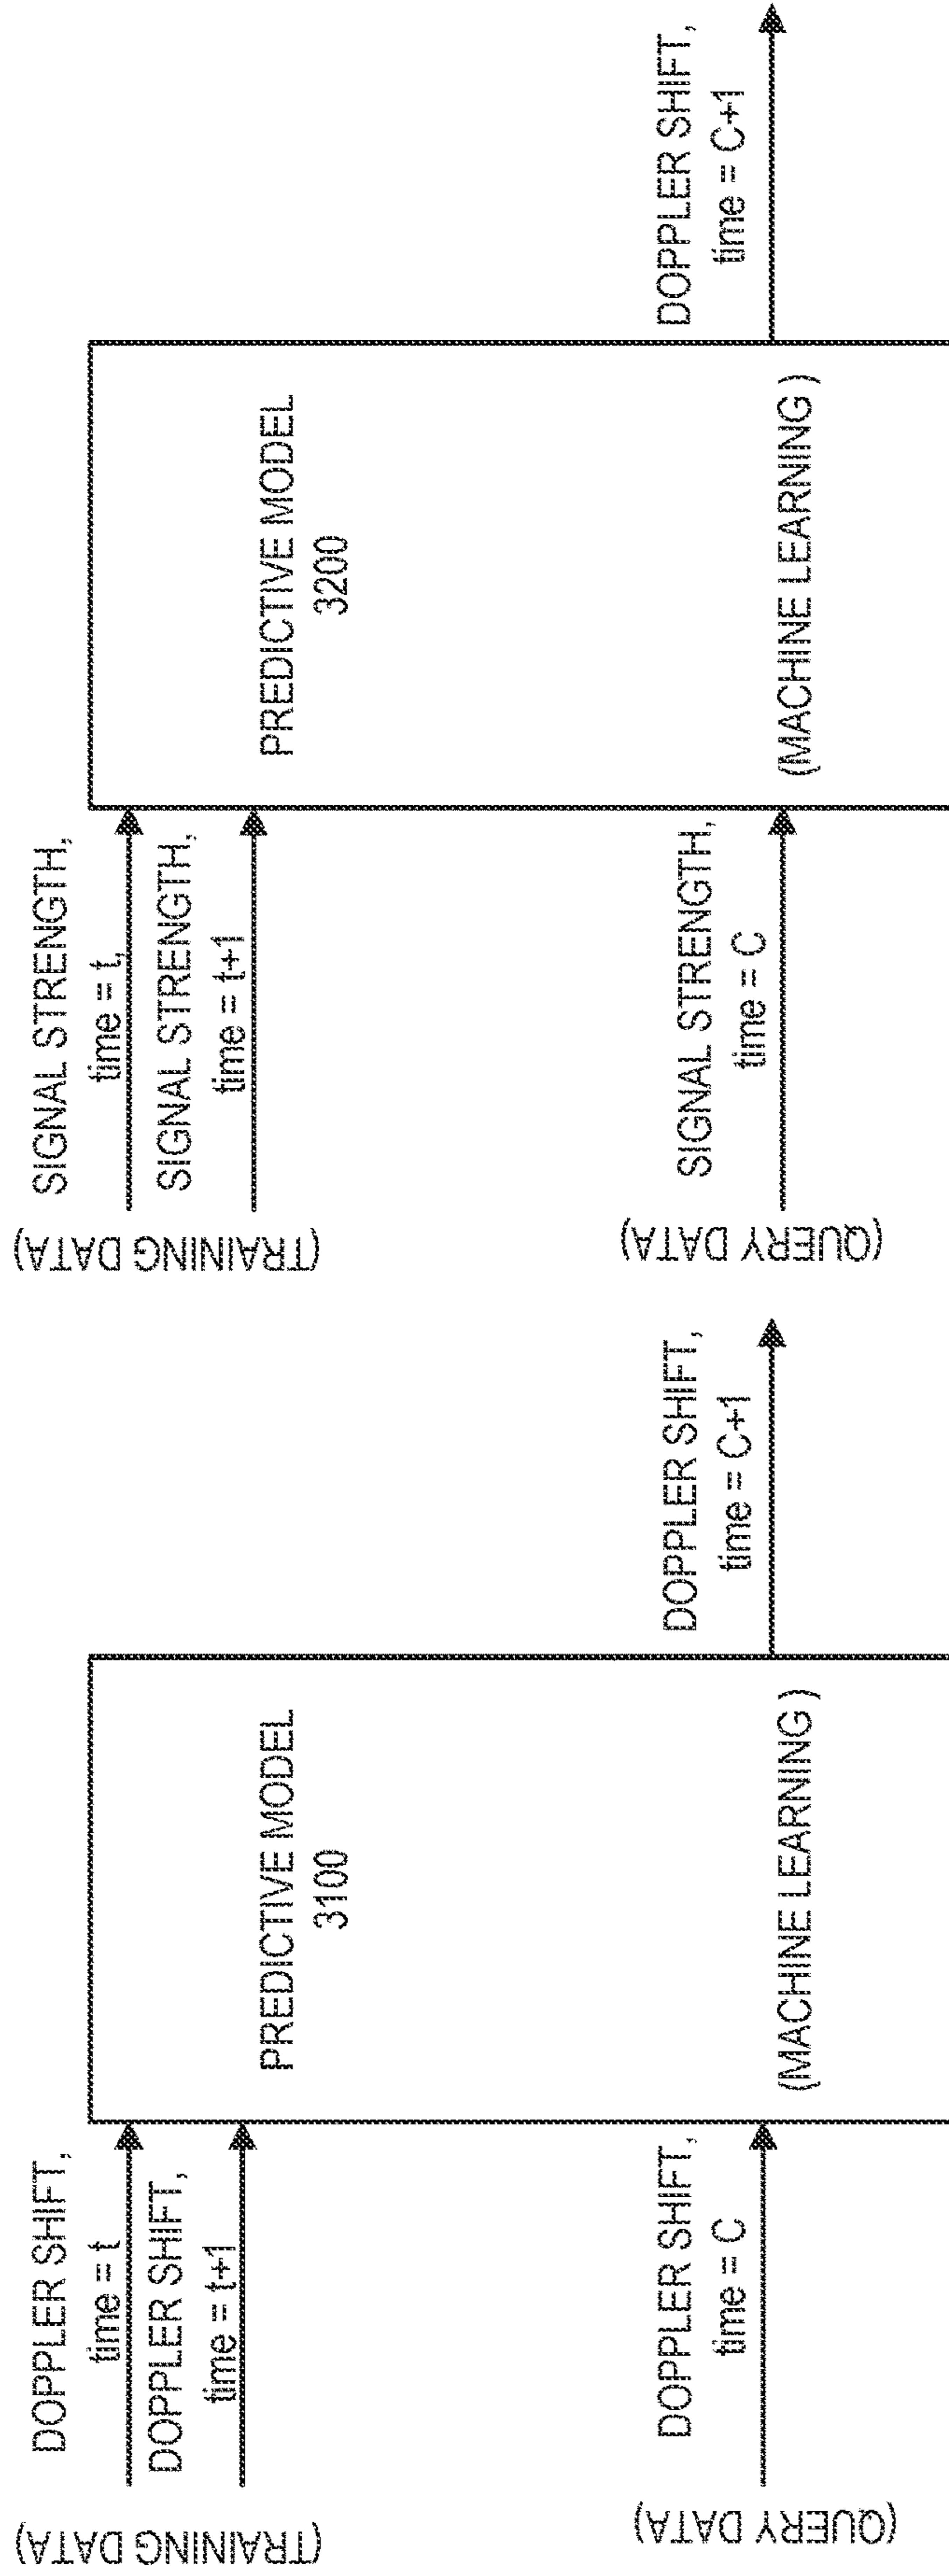 (TRAINING DATA)
DOPPLER SHIFT,
time = t
DOPPLER SHIFT,
time = t+1
PREDICTIVE MODEL
3100
(QUERY DATA)
DOPPLER SHIFT,
time = C
(MACHINE LEARNING )
DOPPLER SHIFT,
time = C+1
(TRAINING DATA)
SIGNAL STRENGTH,
time = t,
SIGNAL STRENGTH,
time = t+1
PREDICTIVE MODEL
3200
(QUERY DATA)
SIGNAL STRENGTH,
time = C
(MACHINE LEARNING )
DOPPLER SHIFT,
time = C+1